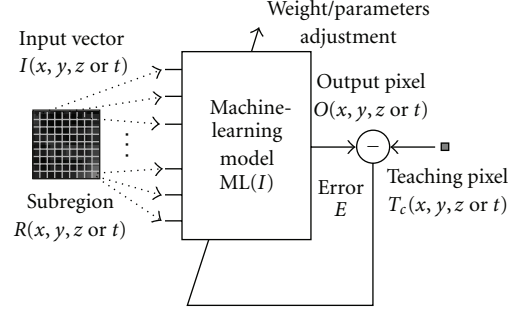 Weight/parameters
adjustment
Input vector
I(x, y, z or t)
Output pixel
O(x, y, z or t)
Machine-
learning
model
ML(I)
−
Subregion
R(x, y, z or t)
Error
E
Teaching pixel
T_c(x, y, z or t)